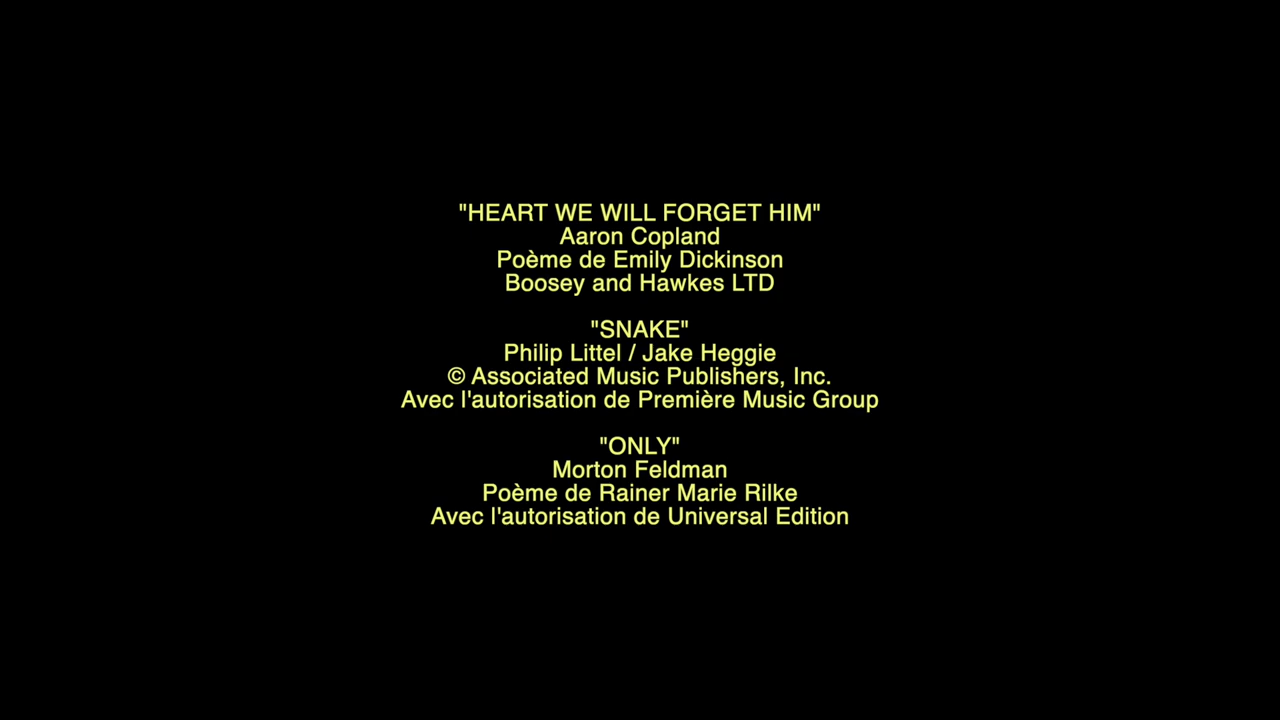 "HEART WE WILL FORGET HIM"
Aaron Copland
Poème de Emily Dickinson
Boosey and Hawkes LTD
"SNAKE"
Philip Littel / Jake Heggie
© Associated Music Publishers, Inc.
Avec l'autorisation de Première Music Group
"ONLY"
Morton Feldman
Poème de Rainer Marie Rilke
Avec l'autorisation de Universal Edition